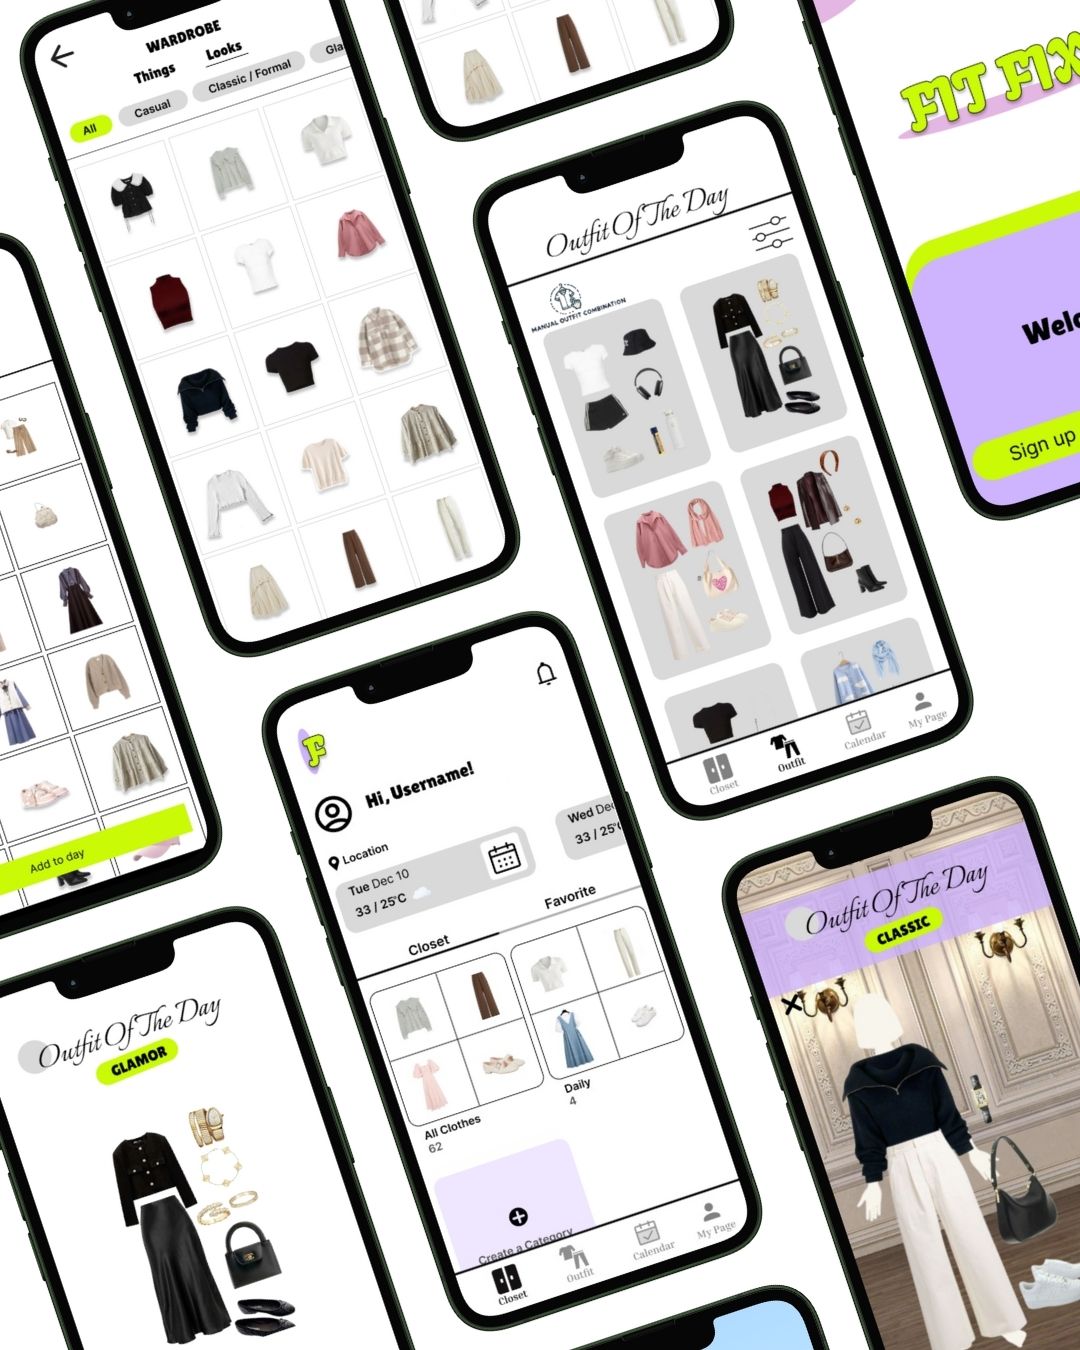 WARDROBE
Things
Looks
All
Casual
Classic / Formal
Outfit Of The Day
MANUAL OUTFIT COMBINATION
Closet
Outfit
Calendar
My Page
FIT FIX
Sign up
Add to day
F
Hi, Username!
Location
Tue Dec 10
33 / 25°C
Wed Dec
33 / 25°C
Closet
Favorite
All Clothes
62
Daily
4
Create a Category
Closet
Outfit
Calendar
My Page
Outfit Of The Day
GLAMOR
Outfit Of The Day
CLASSIC